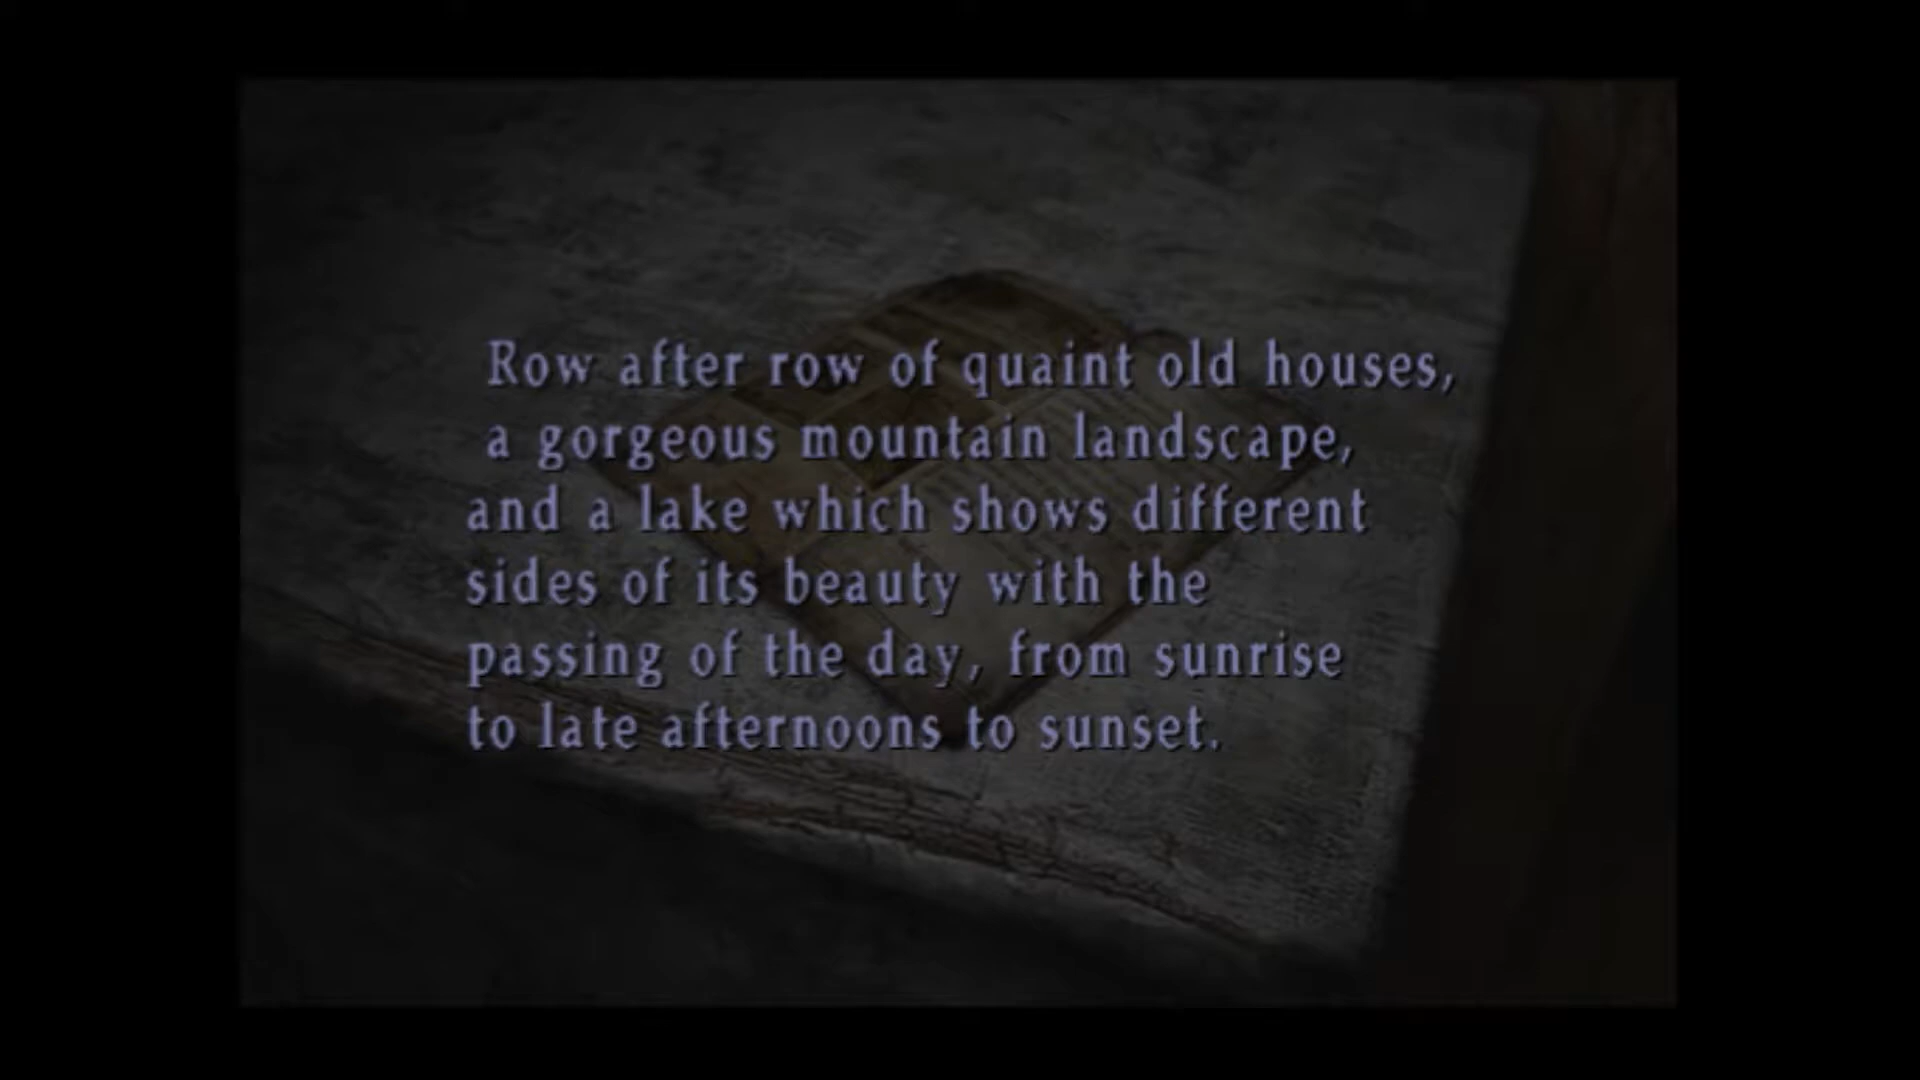 Row after row of quaint old houses,
a gorgeous mountain landscape,
and a lake which shows different
sides of its beauty with the
passing of the day, from sunrise
to late afternoons to sunset.